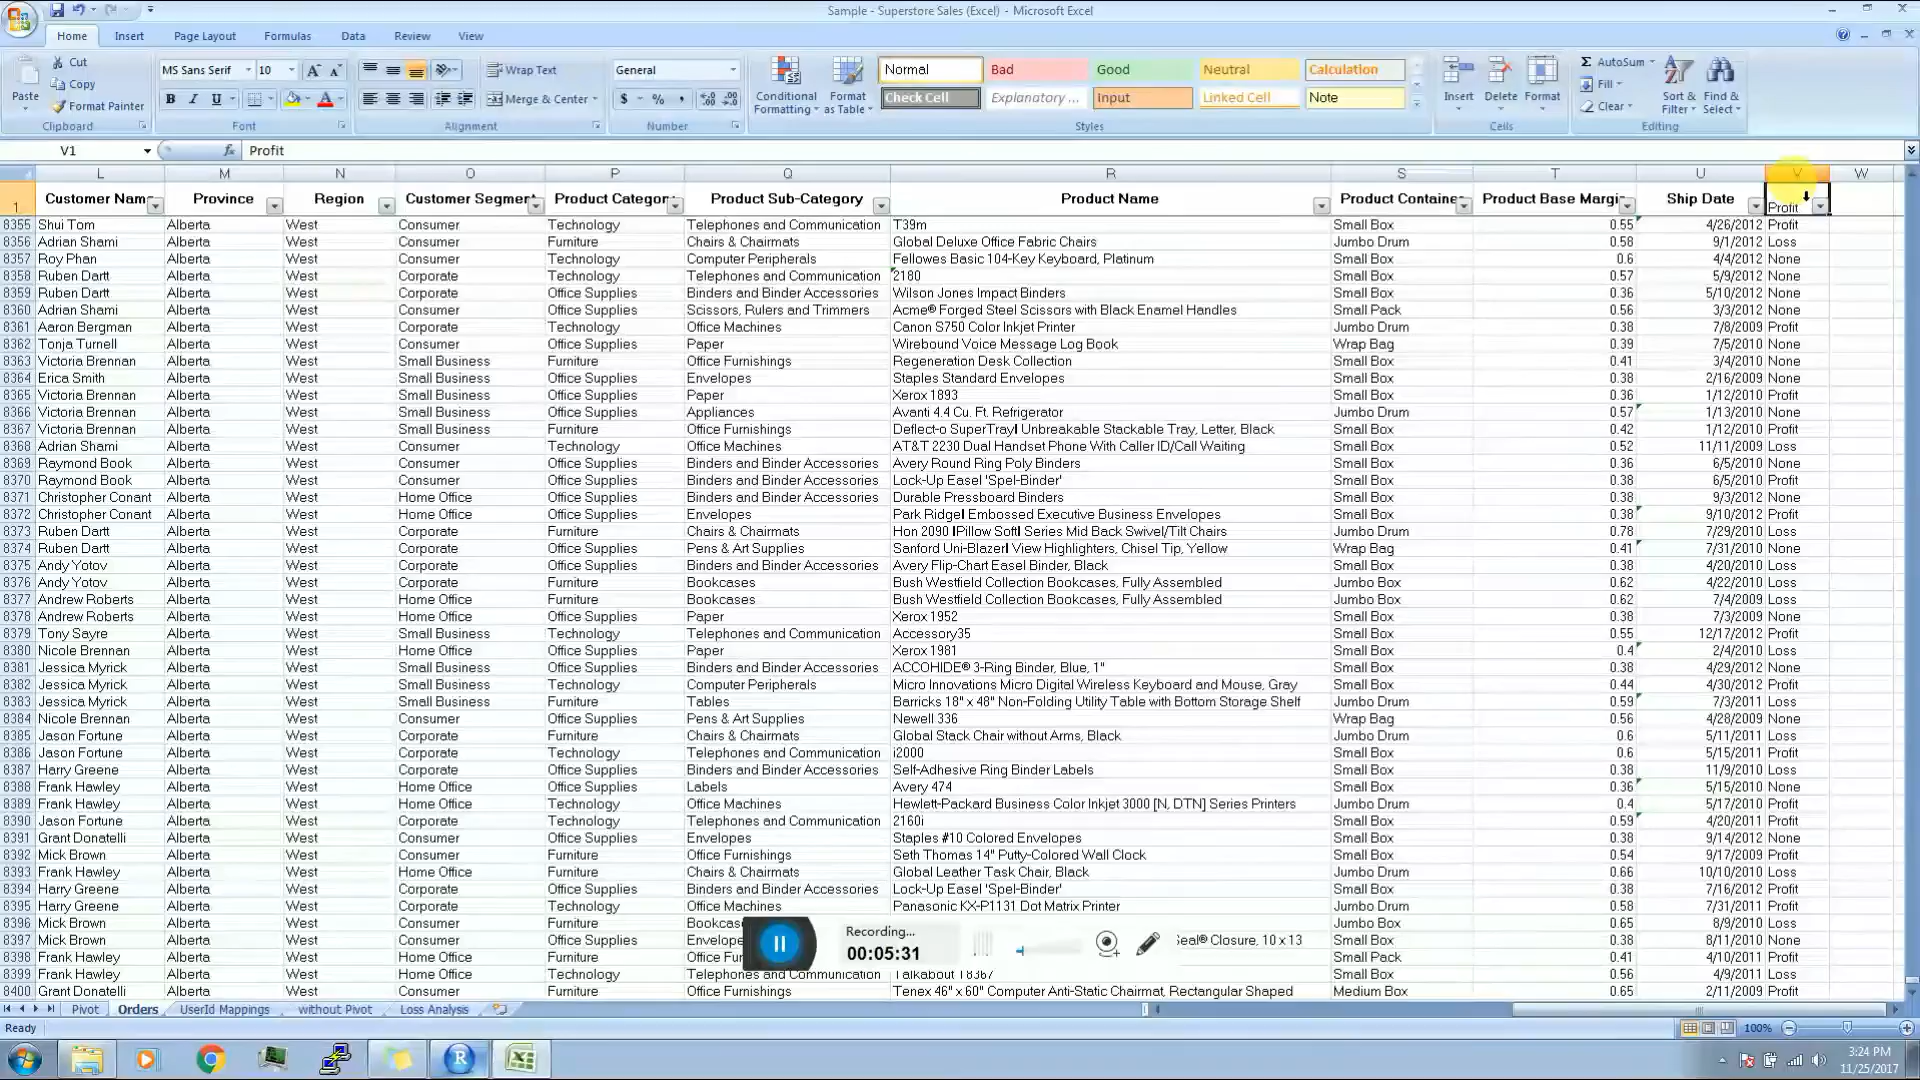 Sample - Superstore Sales (Excel) - Microsoft Excel
Home Insert Page Layout Formulas Data Review View
Cut
Copy
Format Painter
Paste
Clipboard
MS Sans Serif 10
B I U
Font
Wrap Text
Merge & Center
Alignment
General
$ % ,
Number
Conditional Formatting
Format as Table
Normal Bad Good Neutral Calculation
Check Cell Explanatory ... Input Linked Cell Note
Styles
Insert Delete Format
Cells
Σ AutoSum
Fill
Clear
Sort & Filter
Find & Select
Editing
V1 fx Profit
L M N O P Q R S T U V W
1 Customer Nam Province Region Customer Segmen Product Categor Product Sub-Category Product Name Product Containe Product Base Margi Ship Date Profit
8355 Shui Tom Alberta West Consumer Technology Telephones and Communication T39m Small Box 0.55 4/26/2012 Profit
8356 Adrian Shami Alberta West Consumer Furniture Chairs & Chairmats Global Deluxe Office Fabric Chairs Jumbo Drum 0.58 9/1/2012 Loss
8357 Roy Phan Alberta West Consumer Technology Computer Peripherals Fellowes Basic 104-Key Keyboard, Platinum Small Box 0.6 4/4/2012 None
8358 Ruben Dartt Alberta West Corporate Technology Telephones and Communication 2180 Small Box 0.57 5/9/2012 None
8359 Ruben Dartt Alberta West Corporate Office Supplies Binders and Binder Accessories Wilson Jones Impact Binders Small Box 0.36 5/10/2012 None
8360 Adrian Shami Alberta West Consumer Office Supplies Scissors, Rulers and Trimmers Acme® Forged Steel Scissors with Black Enamel Handles Small Pack 0.56 3/3/2012 None
8361 Aaron Bergman Alberta West Corporate Technology Office Machines Canon S750 Color Inkjet Printer Jumbo Drum 0.38 7/8/2009 Profit
8362 Tonja Turnell Alberta West Consumer Office Supplies Paper Wirebound Voice Message Log Book Wrap Bag 0.39 7/5/2010 None
8363 Victoria Brennan Alberta West Small Business Furniture Office Furnishings Regeneration Desk Collection Small Box 0.41 3/4/2010 None
8364 Erica Smith Alberta West Small Business Office Supplies Envelopes Staples Standard Envelopes Small Box 0.38 2/16/2009 None
8365 Victoria Brennan Alberta West Small Business Office Supplies Paper Xerox 1893 Small Box 0.36 1/12/2010 Profit
8366 Victoria Brennan Alberta West Small Business Office Supplies Appliances Avanti 4.4 Cu. Ft. Refrigerator Jumbo Drum 0.57 1/13/2010 None
8367 Victoria Brennan Alberta West Small Business Furniture Office Furnishings Deflect-o SuperTrayl Unbreakable Stackable Tray, Letter, Black Small Box 0.42 1/12/2010 Profit
8368 Adrian Shami Alberta West Consumer Technology Office Machines AT&T 2230 Dual Handset Phone With Caller ID/Call Waiting Small Box 0.52 11/11/2009 Loss
8369 Raymond Book Alberta West Consumer Office Supplies Binders and Binder Accessories Avery Round Ring Poly Binders Small Box 0.36 6/5/2010 None
8370 Raymond Book Alberta West Consumer Office Supplies Binders and Binder Accessories Lock-Up Easel 'Spel-Binder' Small Box 0.38 6/5/2010 Profit
8371 Christopher Conant Alberta West Home Office Office Supplies Binders and Binder Accessories Durable Pressboard Binders Small Box 0.38 9/3/2012 None
8372 Christopher Conant Alberta West Home Office Office Supplies Envelopes Park Ridgel Embossed Executive Business Envelopes Small Box 0.38 9/10/2012 Profit
8373 Ruben Dartt Alberta West Corporate Furniture Chairs & Chairmats Hon 2090 lPillow Softl Series Mid Back Swivel/Tilt Chairs Jumbo Drum 0.78 7/29/2010 Loss
8374 Ruben Dartt Alberta West Corporate Office Supplies Pens & Art Supplies Sanford Uni-Blazerl View Highlighters, Chisel Tip, Yellow Wrap Bag 0.41 7/31/2010 None
8375 Andy Yotov Alberta West Corporate Office Supplies Binders and Binder Accessories Avery Flip-Chart Easel Binder, Black Small Box 0.38 4/20/2010 Loss
8376 Andy Yotov Alberta West Corporate Furniture Bookcases Bush Westfield Collection Bookcases, Fully Assembled Jumbo Box 0.62 4/22/2010 Loss
8377 Andrew Roberts Alberta West Home Office Furniture Bookcases Bush Westfield Collection Bookcases, Fully Assembled Jumbo Box 0.62 7/4/2009 Loss
8378 Andrew Roberts Alberta West Home Office Office Supplies Paper Xerox 1952 Small Box 0.38 7/3/2009 None
8379 Tony Sayre Alberta West Small Business Technology Telephones and Communication Accessory35 Small Box 0.55 12/17/2012 Profit
8380 Nicole Brennan Alberta West Home Office Office Supplies Paper Xerox 1981 Small Box 0.4 2/4/2010 Loss
8381 Jessica Myrick Alberta West Small Business Office Supplies Binders and Binder Accessories ACCOHIDE® 3-Ring Binder, Blue, 1" Small Box 0.38 4/29/2012 None
8382 Jessica Myrick Alberta West Small Business Technology Computer Peripherals Micro Innovations Micro Digital Wireless Keyboard and Mouse, Gray Small Box 0.44 4/30/2012 Profit
8383 Jessica Myrick Alberta West Small Business Furniture Tables Barricks 18" x 48" Non-Folding Utility Table with Bottom Storage Shelf Jumbo Drum 0.59 7/3/2011 Loss
8384 Nicole Brennan Alberta West Consumer Office Supplies Pens & Art Supplies Newell 336 Wrap Bag 0.56 4/28/2009 None
8385 Jason Fortune Alberta West Corporate Furniture Chairs & Chairmats Global Stack Chair without Arms, Black Jumbo Drum 0.6 5/11/2011 Loss
8386 Jason Fortune Alberta West Corporate Technology Telephones and Communication i2000 Small Box 0.6 5/15/2011 Profit
8387 Harry Greene Alberta West Corporate Office Supplies Binders and Binder Accessories Self-Adhesive Ring Binder Labels Small Box 0.38 11/9/2010 Loss
8388 Frank Hawley Alberta West Home Office Office Supplies Labels Avery 474 Small Box 0.36 5/15/2010 None
8389 Frank Hawley Alberta West Home Office Technology Office Machines Hewlett-Packard Business Color Inkjet 3000 [N, DTN] Series Printers Jumbo Drum 0.4 5/17/2010 Profit
8390 Jason Fortune Alberta West Corporate Technology Telephones and Communication 2160i Small Box 0.59 4/20/2011 Profit
8391 Grant Donatelli Alberta West Consumer Office Supplies Envelopes Staples #10 Colored Envelopes Small Box 0.38 9/14/2012 None
8392 Mick Brown Alberta West Consumer Furniture Office Furnishings Seth Thomas 14" Putty-Colored Wall Clock Small Box 0.54 9/17/2009 Profit
8393 Frank Hawley Alberta West Home Office Furniture Chairs & Chairmats Global Leather Task Chair, Black Jumbo Drum 0.66 10/10/2010 Loss
8394 Harry Greene Alberta West Corporate Office Supplies Binders and Binder Accessories Lock-Up Easel 'Spel-Binder' Small Box 0.38 7/16/2012 Profit
8395 Harry Greene Alberta West Corporate Technology Office Machines Panasonic KX-P1131 Dot Matrix Printer Jumbo Drum 0.58 7/31/2011 Profit
8396 Mick Brown Alberta West Consumer Furniture Bookcas Jumbo Box 0.65 8/9/2010 Loss
8397 Mick Brown Alberta West Consumer Office Supplies Envelope Seal® Closure, 10 x 13 Small Box 0.38 8/11/2010 None
8398 Frank Hawley Alberta West Home Office Furniture Office Fu Small Pack 0.41 4/10/2011 Profit
8399 Frank Hawley Alberta West Home Office Technology Telephones and Communication Talkabout T8367 Small Box 0.56 4/9/2011 Loss
8400 Grant Donatelli Alberta West Consumer Furniture Office Furnishings Tenex 46" x 60" Computer Anti-Static Chairmat, Rectangular Shaped Medium Box 0.65 2/11/2009 Profit
Recording...
00:05:31
Pivot Orders UserId Mappings without Pivot Loss Analysis
Ready 100%
3:24 PM
11/25/2017